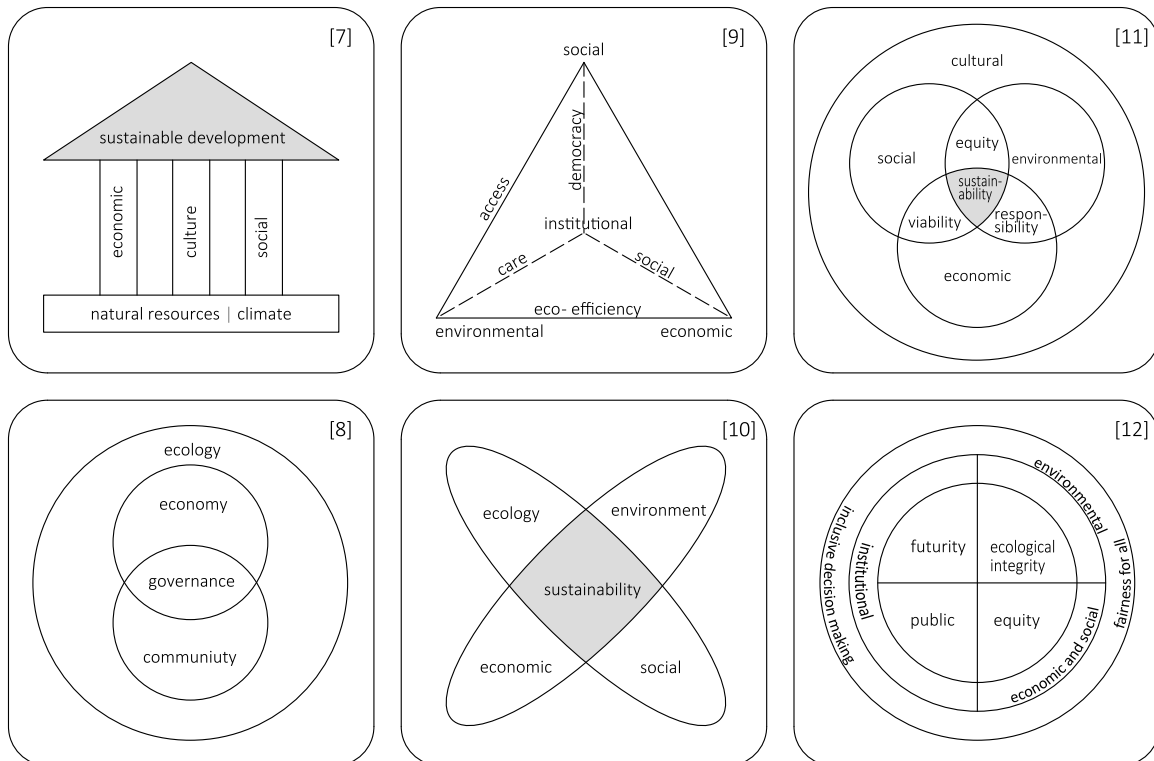 [7]
sustainable development
economic
culture
social
natural resources | climate
[9]
social
access
democracy
institutional
care
social
eco- efficiency
environmental
economic
[11]
cultural
social
equity
environmental
sustain-
ability
viability
respon-
sibility
economic
[8]
ecology
economy
governance
communiuty
[10]
ecology
environment
sustainability
economic
social
[12]
environmental
inclusive decision making
institutional
fairness for all
futurity
ecological
integrity
public
equity
economic and social